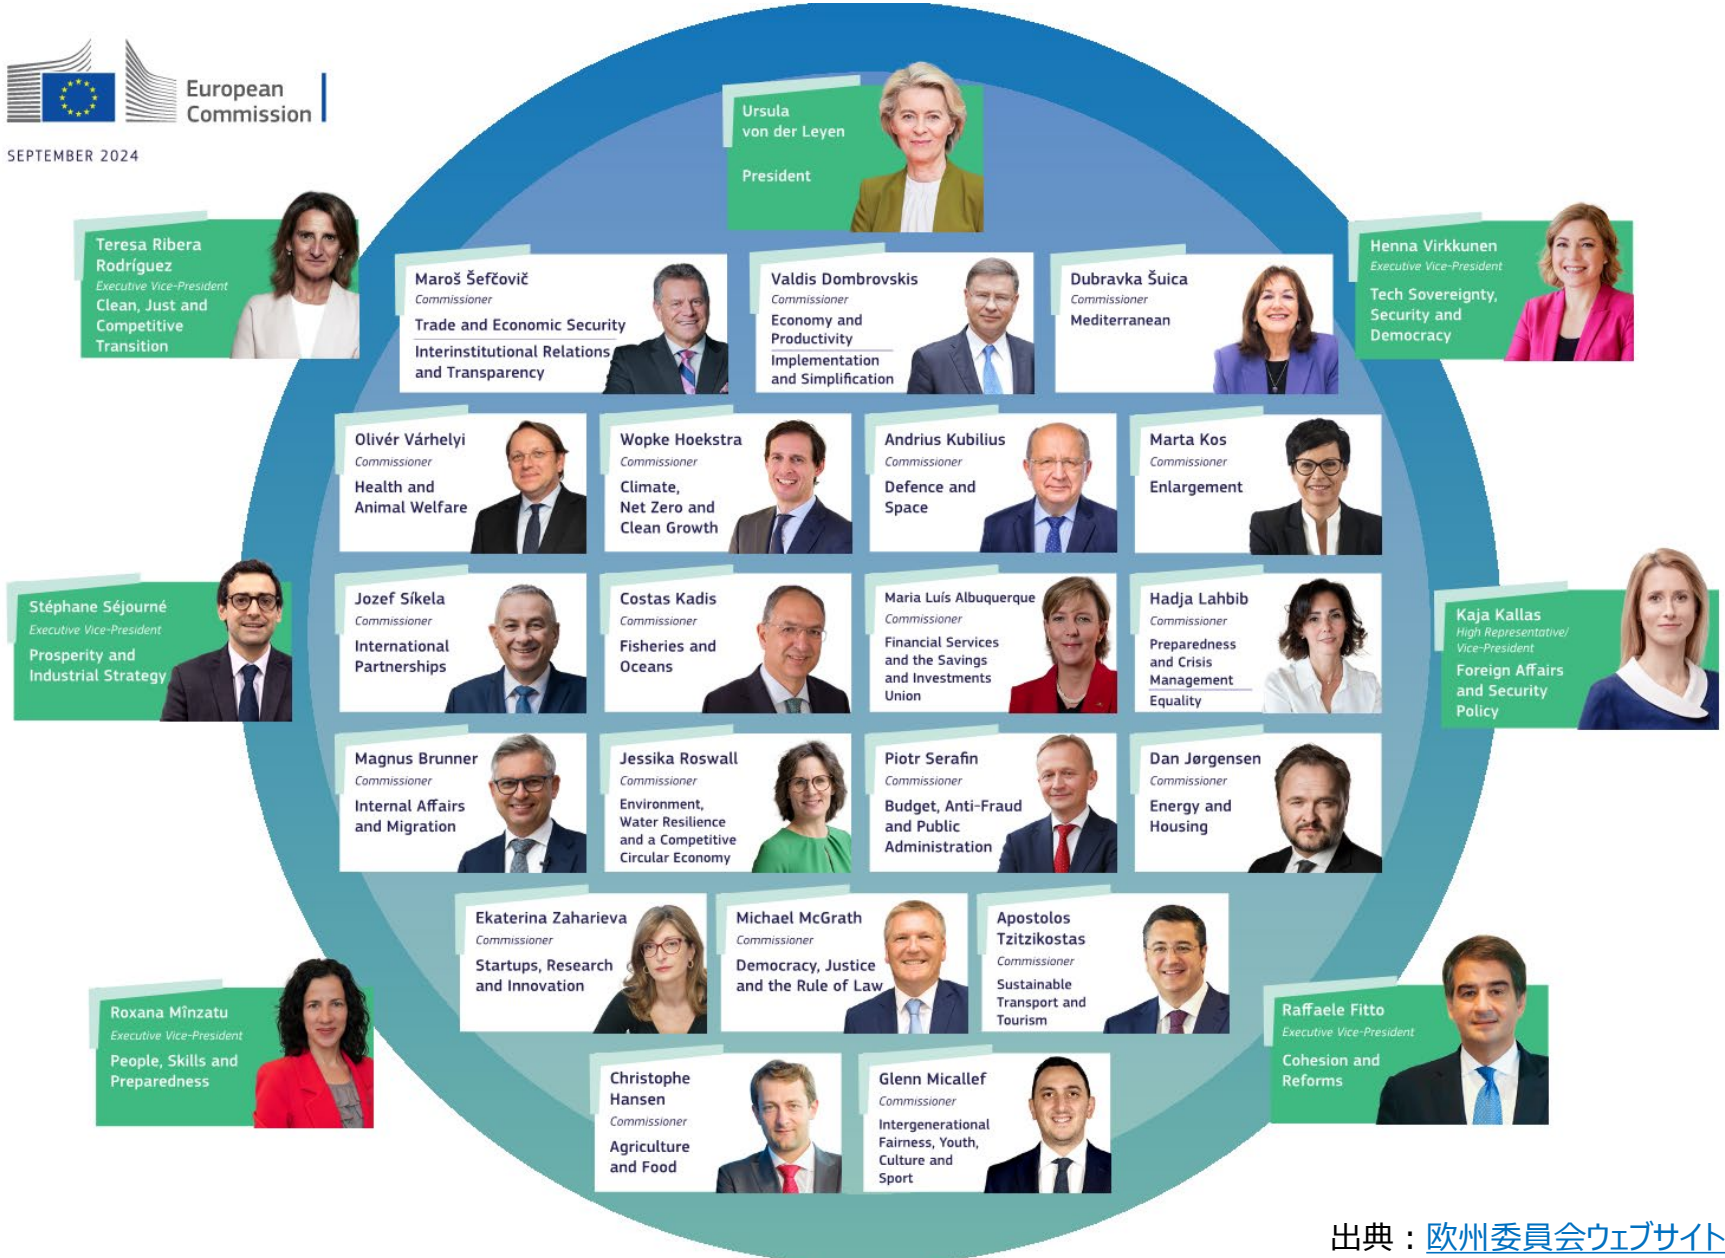 European
Commission
SEPTEMBER 2024
Ursula
von der Leyen
President
Teresa Ribera
Rodríguez
Executive Vice-President
Clean, Just and
Competitive
Transition
Henna Virkkunen
Executive Vice-President
Tech Sovereignty,
Security and
Democracy
Maroš Šefčovič
Commissioner
Trade and Economic Security
Interinstitutional Relations
and Transparency
Valdis Dombrovskis
Commissioner
Economy and
Productivity
Implementation
and Simplification
Dubravka Šuica
Commissioner
Mediterranean
Olivér Várhelyi
Commissioner
Health and
Animal Welfare
Wopke Hoekstra
Commissioner
Climate,
Net Zero and
Clean Growth
Andrius Kubilius
Commissioner
Defence and
Space
Marta Kos
Commissioner
Enlargement
Stéphane Séjourné
Executive Vice-President
Prosperity and
Industrial Strategy
Jozef Síkela
Commissioner
International
Partnerships
Costas Kadis
Commissioner
Fisheries and
Oceans
Maria Luís Albuquerque
Commissioner
Financial Services
and the Savings
and Investments
Union
Hadja Lahbib
Commissioner
Preparedness
and Crisis
Management
Equality
Kaja Kallas
High Representative/
Vice-President
Foreign Affairs
and Security
Policy
Magnus Brunner
Commissioner
Internal Affairs
and Migration
Jessika Roswall
Commissioner
Environment,
Water Resilience
and a Competitive
Circular Economy
Piotr Serafin
Commissioner
Budget, Anti-Fraud
and Public
Administration
Dan Jørgensen
Commissioner
Energy and
Housing
Ekaterina Zaharieva
Commissioner
Startups, Research
and Innovation
Michael McGrath
Commissioner
Democracy, Justice
and the Rule of Law
Apostolos
Tzitzikostas
Commissioner
Sustainable
Transport and
Tourism
Roxana Mînzatu
Executive Vice-President
People, Skills and
Preparedness
Raffaele Fitto
Executive Vice-President
Cohesion and
Reforms
Christophe
Hansen
Commissioner
Agriculture
and Food
Glenn Micallef
Commissioner
Intergenerational
Fairness, Youth,
Culture and
Sport
出典：欧州委員会ウェブサイト